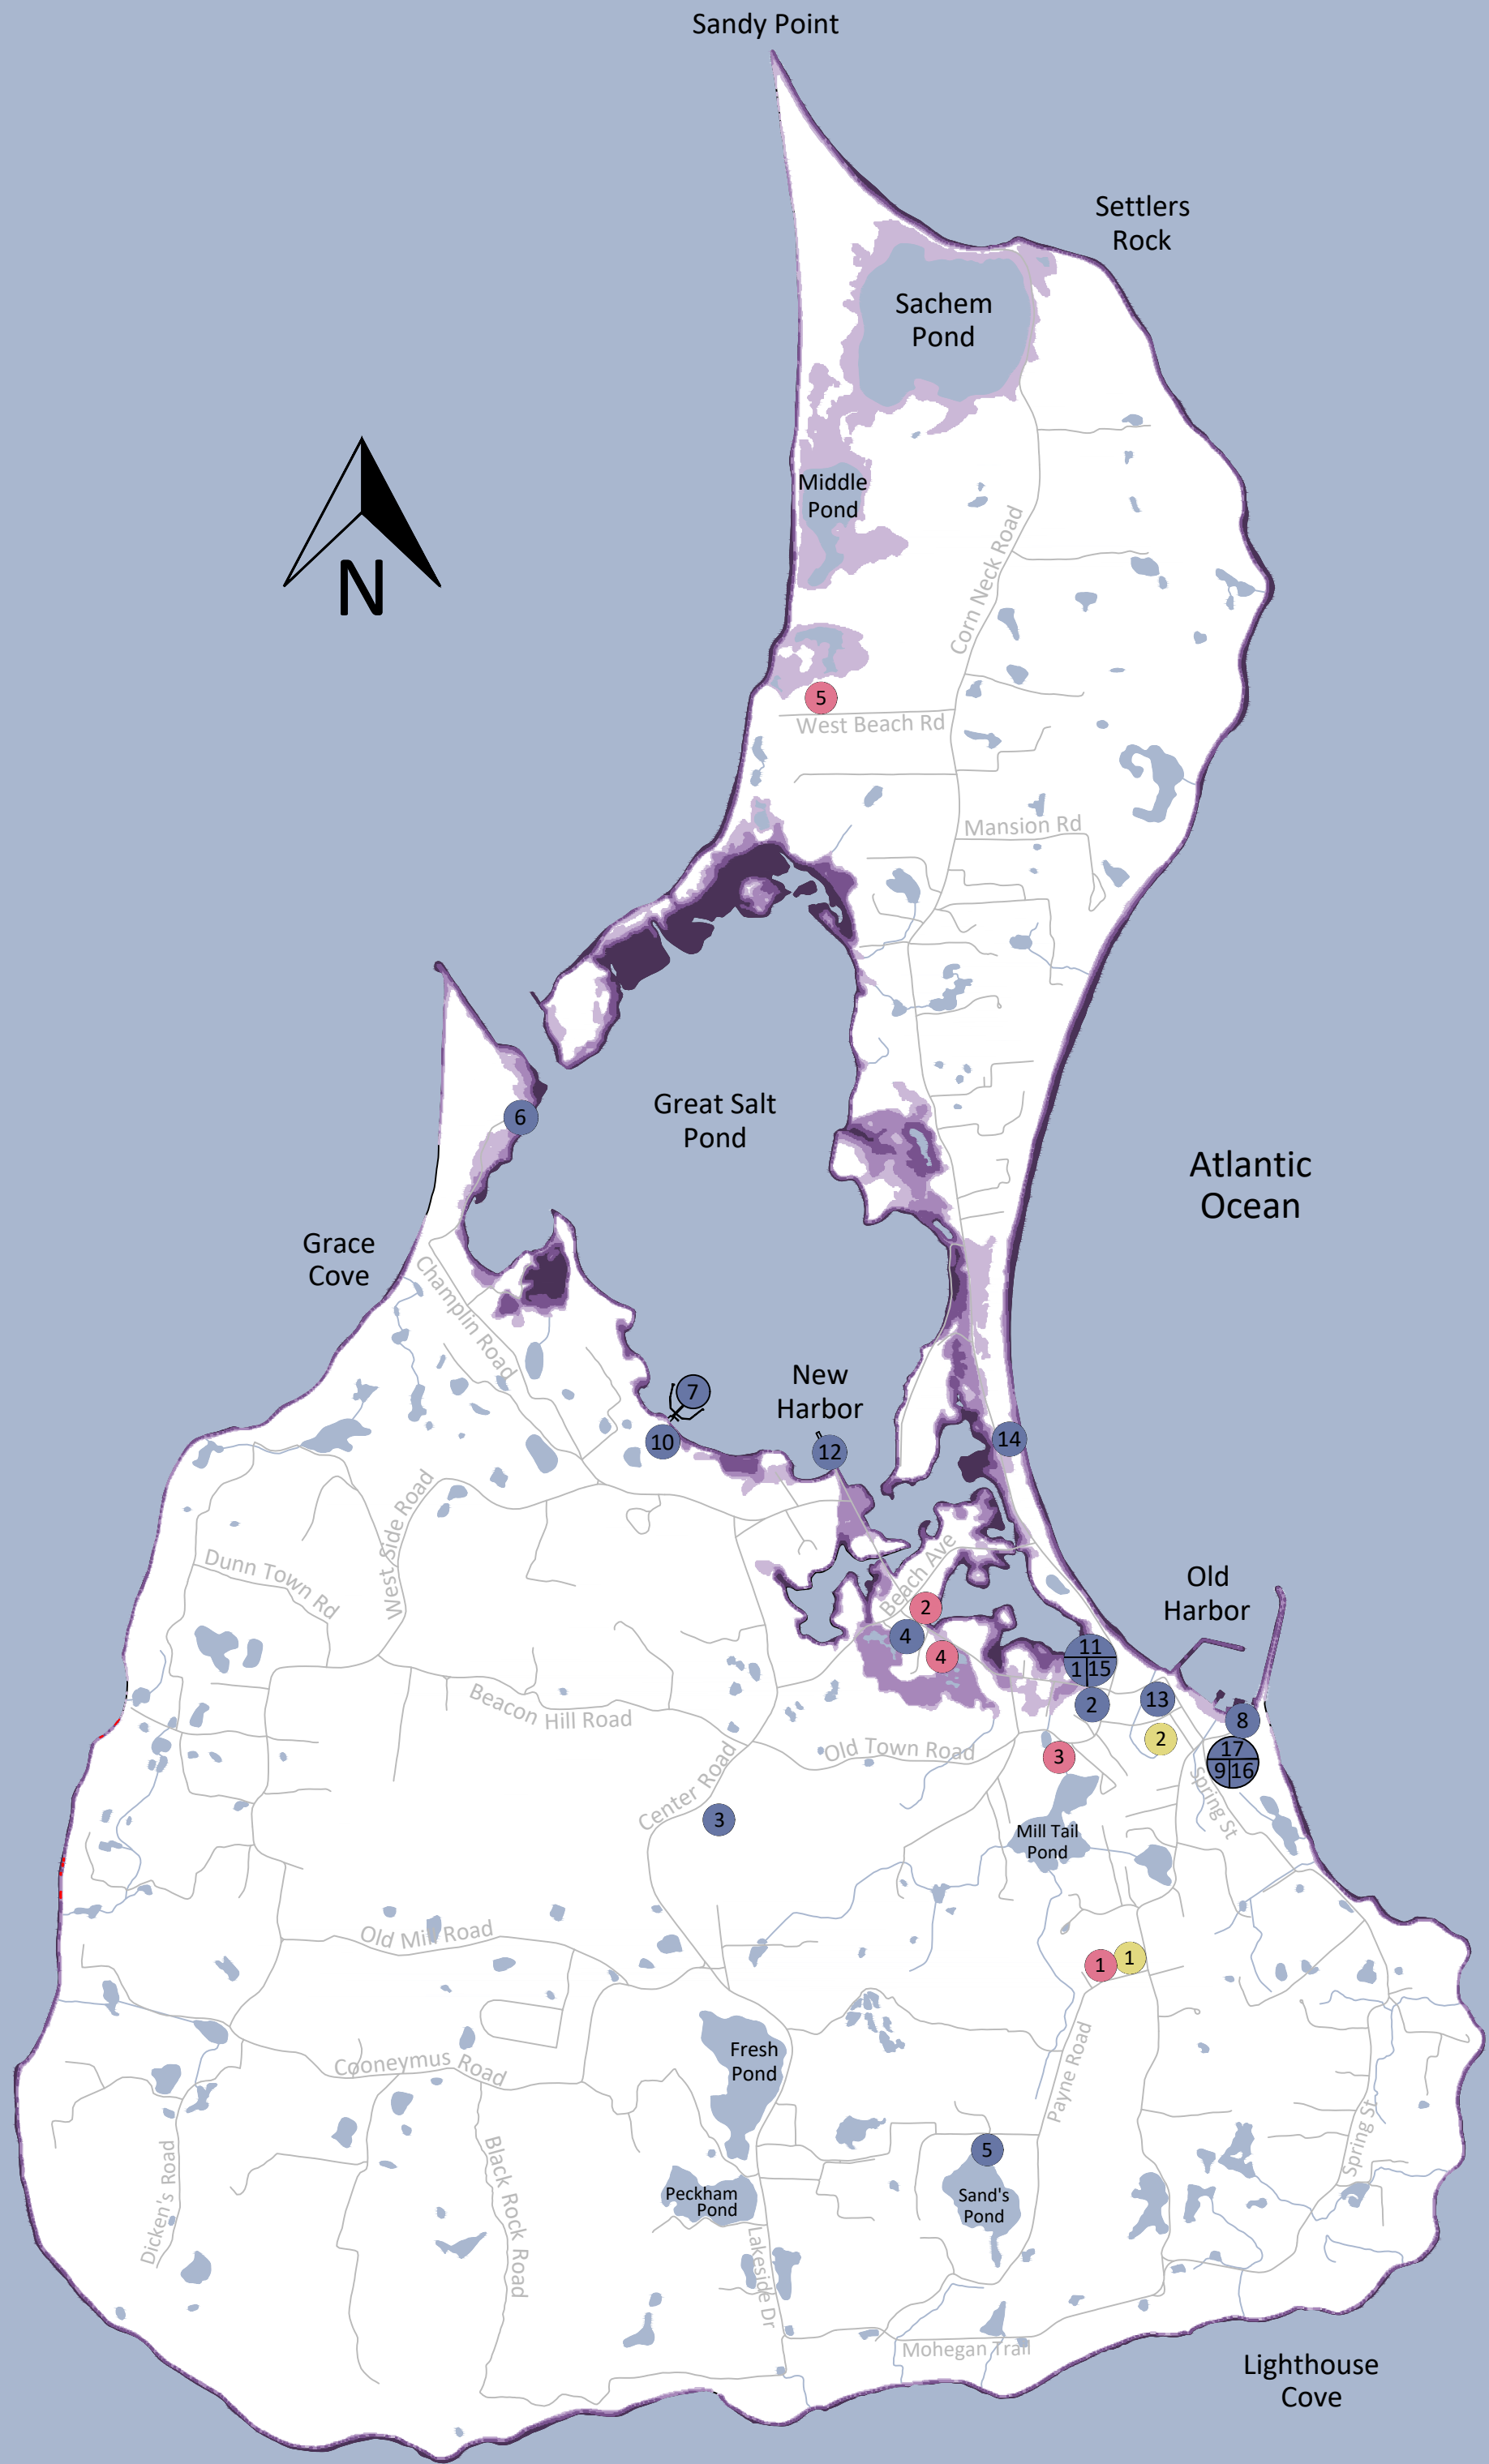 Sandy Point
Settlers
Rock
Sachem
Pond
Middle
Pond
N
Corn Neck Road
5
West Beach Rd
Mansion Rd
6
Great Salt
Pond
Atlantic
Ocean
Grace
Cove
Champlin Road
7
New
Harbor
10
12
14
West Side Road
Dunn Town Rd
Beach Ave
Old
Harbor
2
4
4
11
1 15
2
13
8
2
17
9 16
Beacon Hill Road
Old Town Road
3
Center Road
3
Spring St
Mill Tail
Pond
Old Mill Road
1
1
Fresh
Pond
Cooneymus Road
Payne Road
Dicken's Road
Black Rock Road
5
Spring St
Peckham
Pond
Sand's
Pond
Lakeside Dr
Mohegan Trail
Lighthouse
Cove